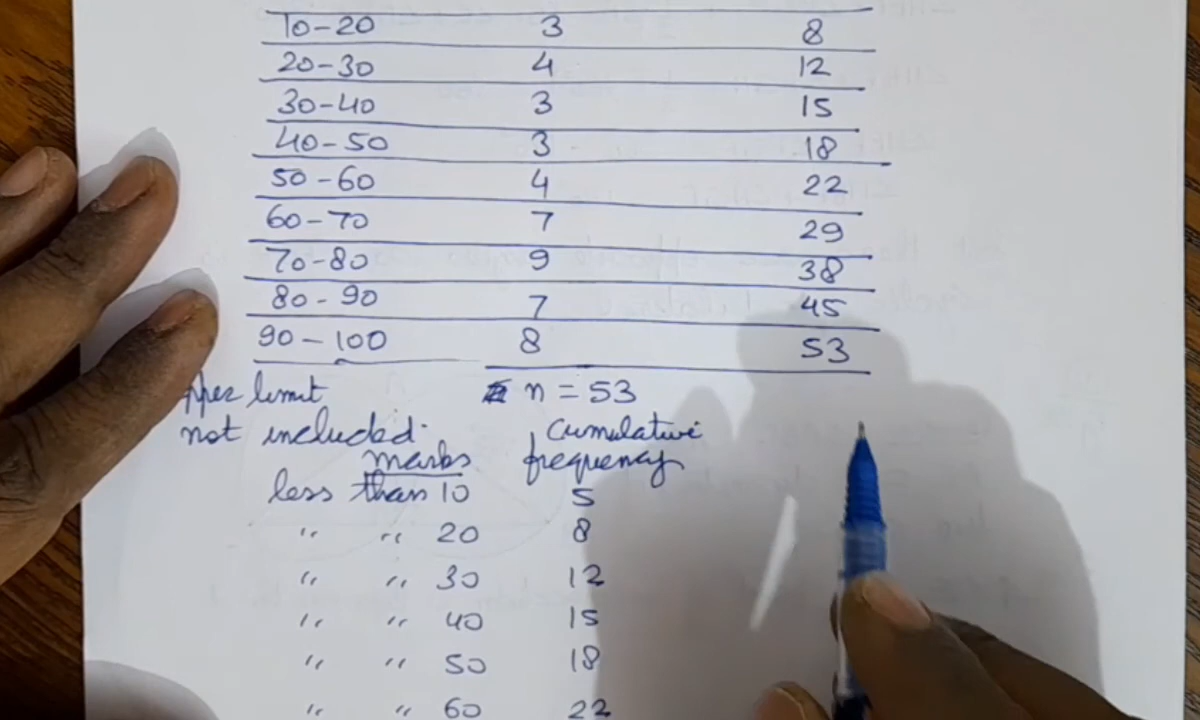 10-20 3 8
20-30 4 12
30-40 3 15
40-50 3 18
50-60 4 22
60-70 7 29
70-80 9 38
80-90 7 45
90-100 8 53
limit n = 53
not included.
marks cumulative frequency
less than 10 5
" " 20 8
" " 30 12
" " 40 15
" " 50 18
" " 60 22